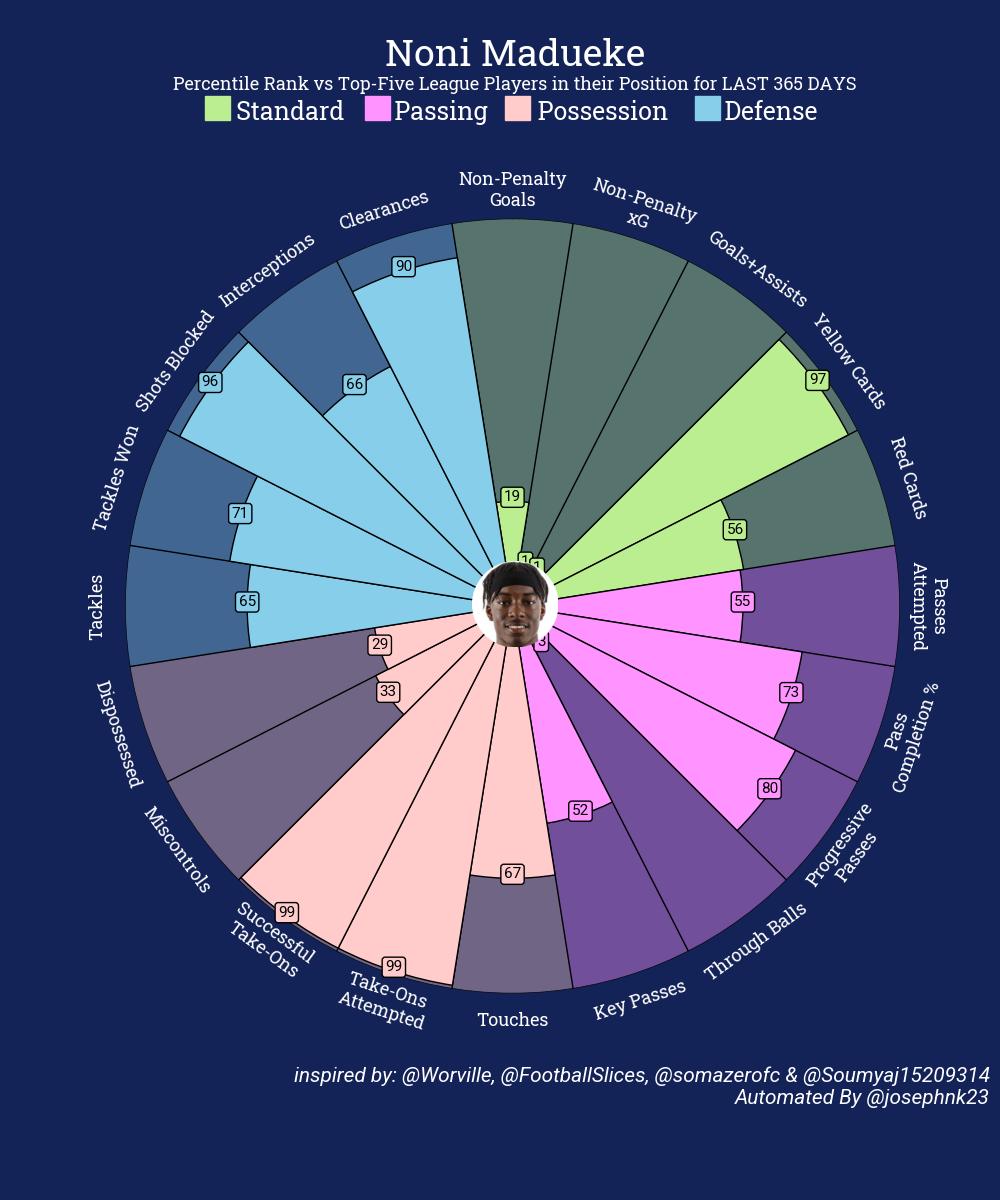 Noni Madueke
Percentile Rank vs Top-Five League Players in their Position for LAST 365 DAYS
Standard Passing Possession Defense
Non-Penalty
Goals
Non-Penalty
xG
Goals+Assists
Yellow Cards
Red Cards
Passes
Attempted
Pass
Completion %
Progressive
Passes
Through Balls
Key Passes
Touches
Take-Ons
Attempted
Successful
Take-Ons
Miscontrols
Dispossessed
Tackles
Tackles Won
Shots Blocked
Interceptions
Clearances
19
1
1
97
56
55
73
80
3
52
67
99
99
33
29
65
71
96
66
90
inspired by: @Worville, @FootballSlices, @somazerofc & @Soumyaj15209314
Automated By @josephnk23